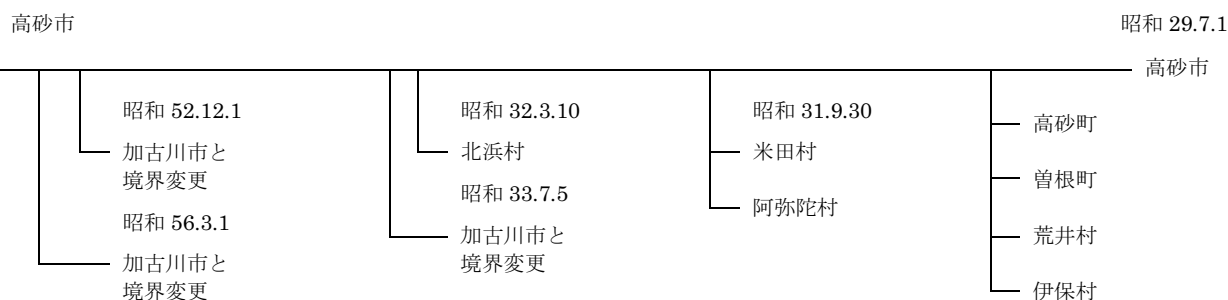 高砂市
昭和 29.7.1
高砂市
昭和 52.12.1
加古川市と
境界変更
昭和 56.3.1
加古川市と
境界変更
昭和 32.3.10
北浜村
昭和 33.7.5
加古川市と
境界変更
昭和 31.9.30
米田村
阿弥陀村
高砂町
曽根町
荒井村
伊保村